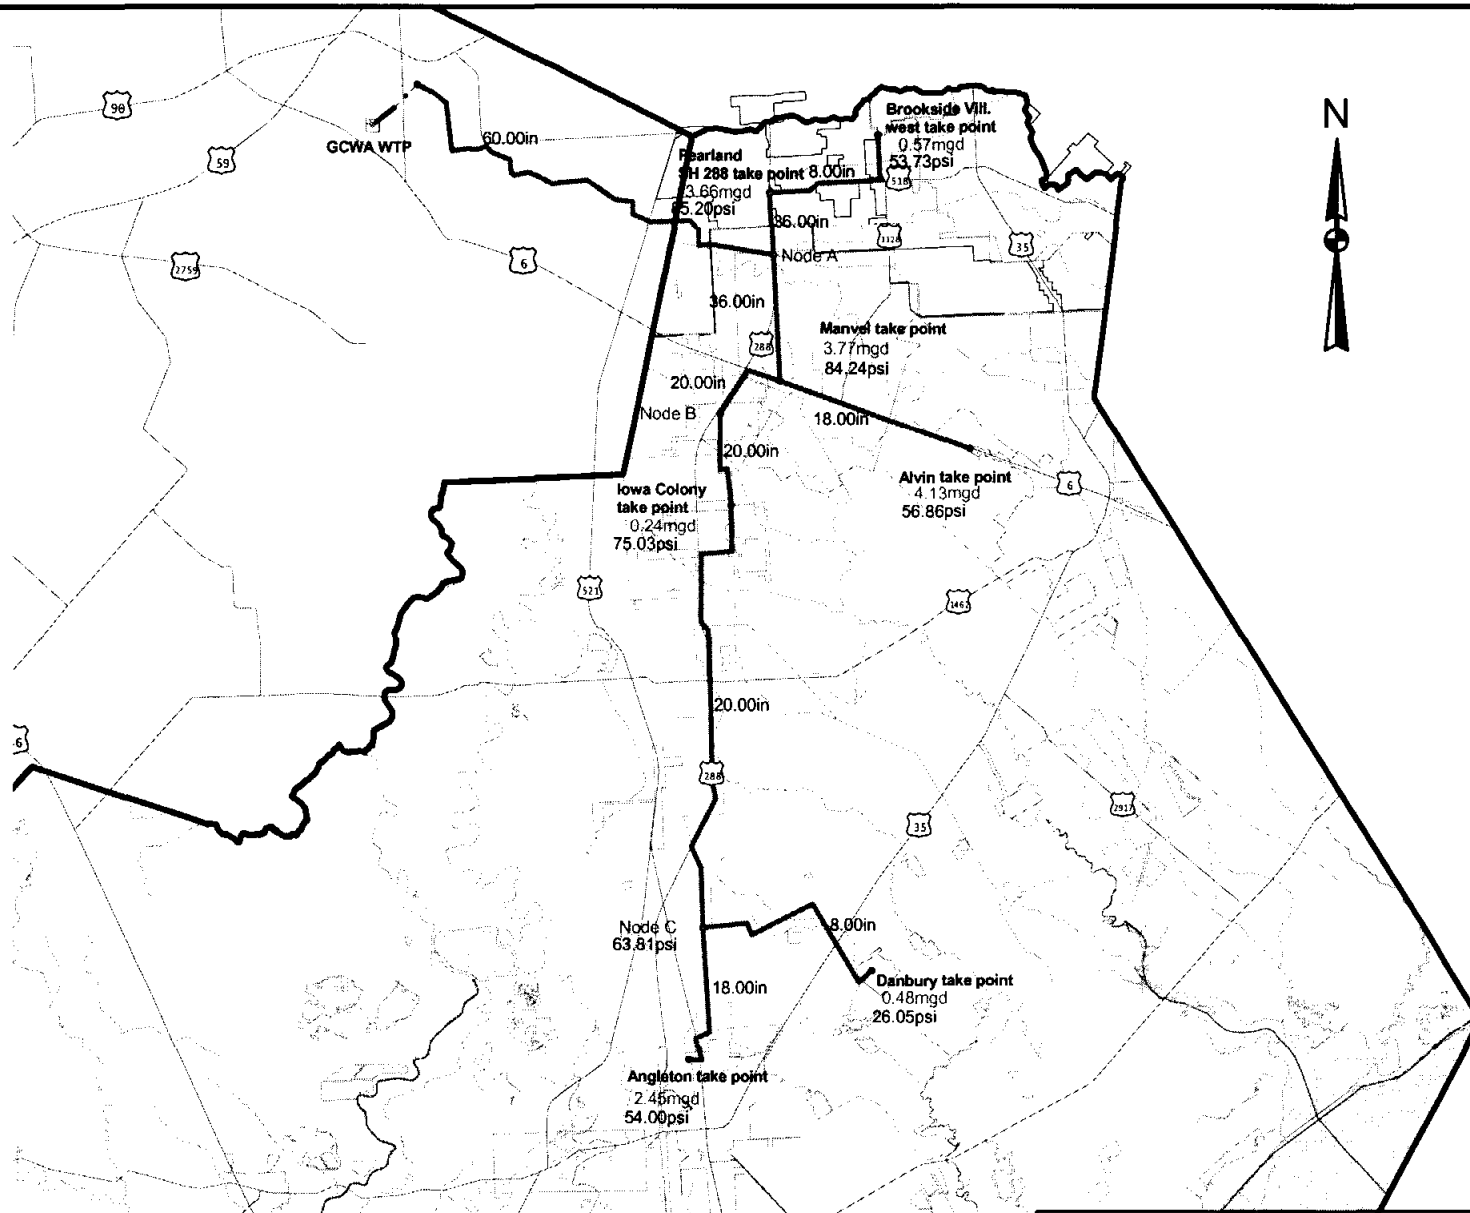 N
90
59
GCWA WTP
60.00in
Pearland
SH 288 take point
3.66mgd
Brookside Vill.
west take point
0.57mgd
53.73psi
8.00in
518
36.00in
Node A
1128
35
2759
6
36.00in
288
Manvel take point
3.77mgd
84.24psi
20.00in
Node B
18.00in
20.00in
Alvin take point
4.13mgd
56.86psi
6
Iowa Colony
take point
0.24mgd
75.03psi
521
1462
20.00in
6
288
2917
35
Node C
63.81psi
8.00in
18.00in
Danbury take point
0.48mgd
26.05psi
Angleton take point
2.45mgd
54.00psi